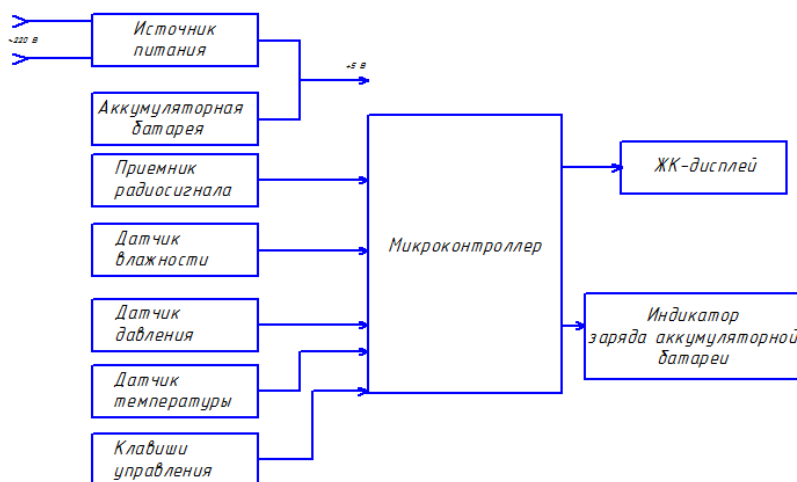 Источник
питания
~220 В
+5 В
Аккумуляторная
батарея
Приемник
радиосигнала
Датчик
влажности
Датчик
давления
Датчик
температуры
Клавиши
управления
Микроконтроллер
ЖК-дисплей
Индикатор
заряда аккумуляторной
батареи